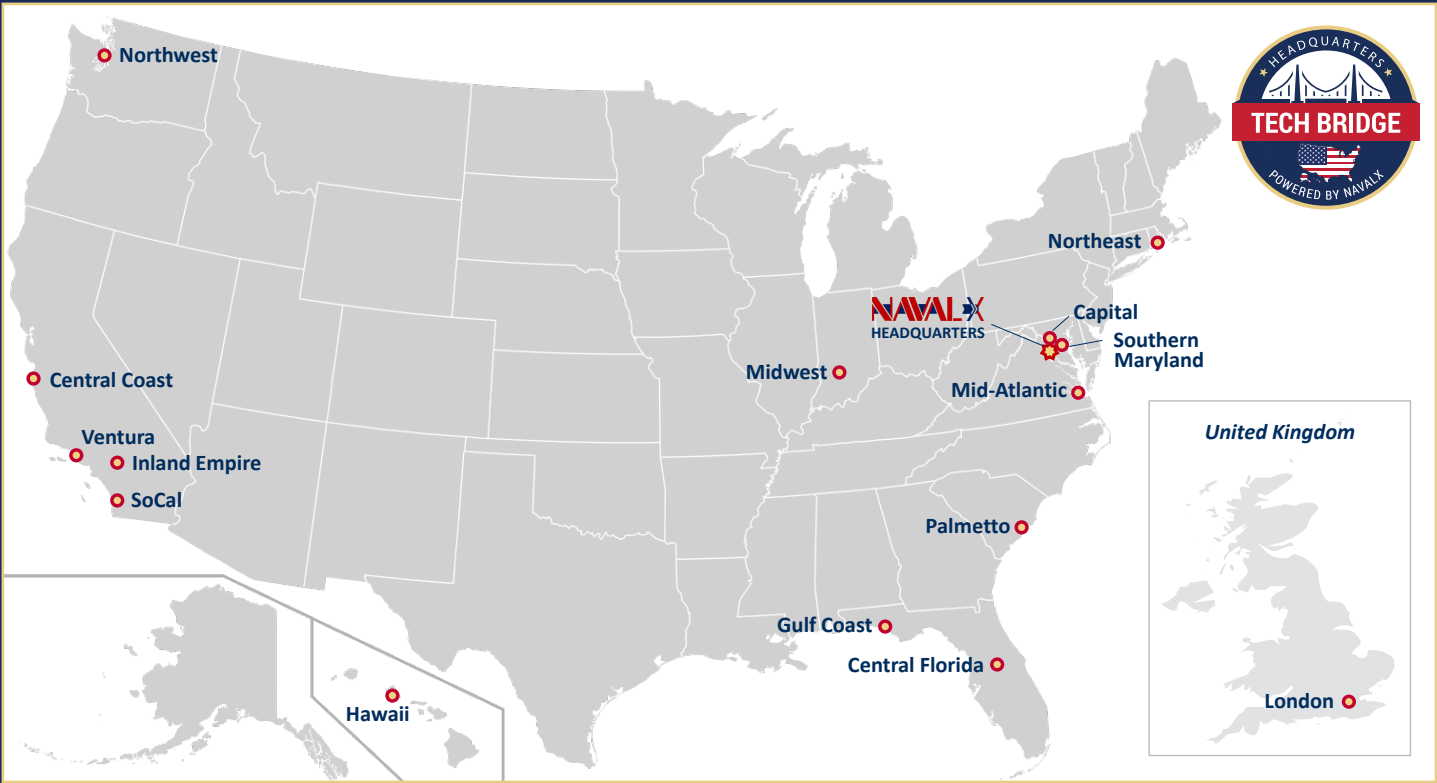 Northwest
HEADQUARTERS
TECH BRIDGE
POWERED BY NAVALX
Northeast
NAVALX
HEADQUARTERS
Capital
Southern
Maryland
Midwest
Mid-Atlantic
Central Coast
Ventura
Inland Empire
SoCal
United Kingdom
Palmetto
Gulf Coast
Central Florida
London
Hawaii